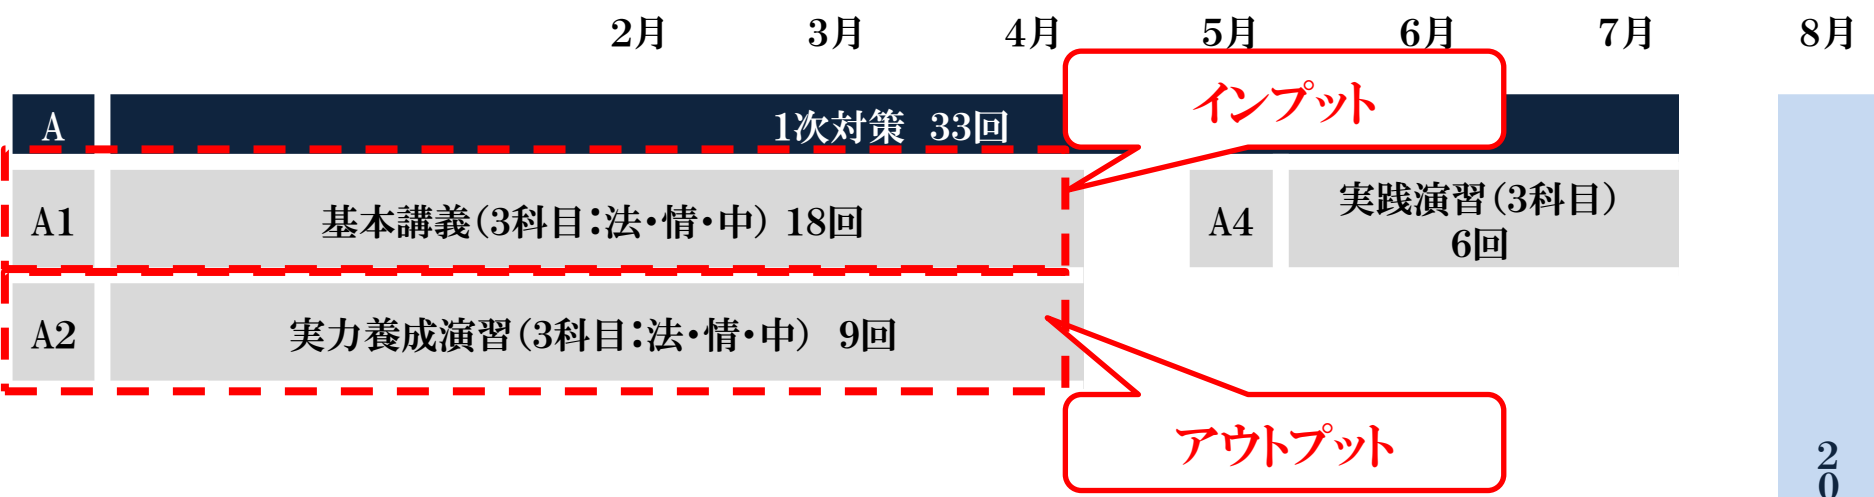 2月 3月 4月 5月 6月 7月 8月
A 1次対策 33回
インプット
A1 基本講義(3科目:法・情・中) 18回
A4 実践演習(3科目)
6回
A2 実力養成演習(3科目:法・情・中) 9回
アウトプット
20